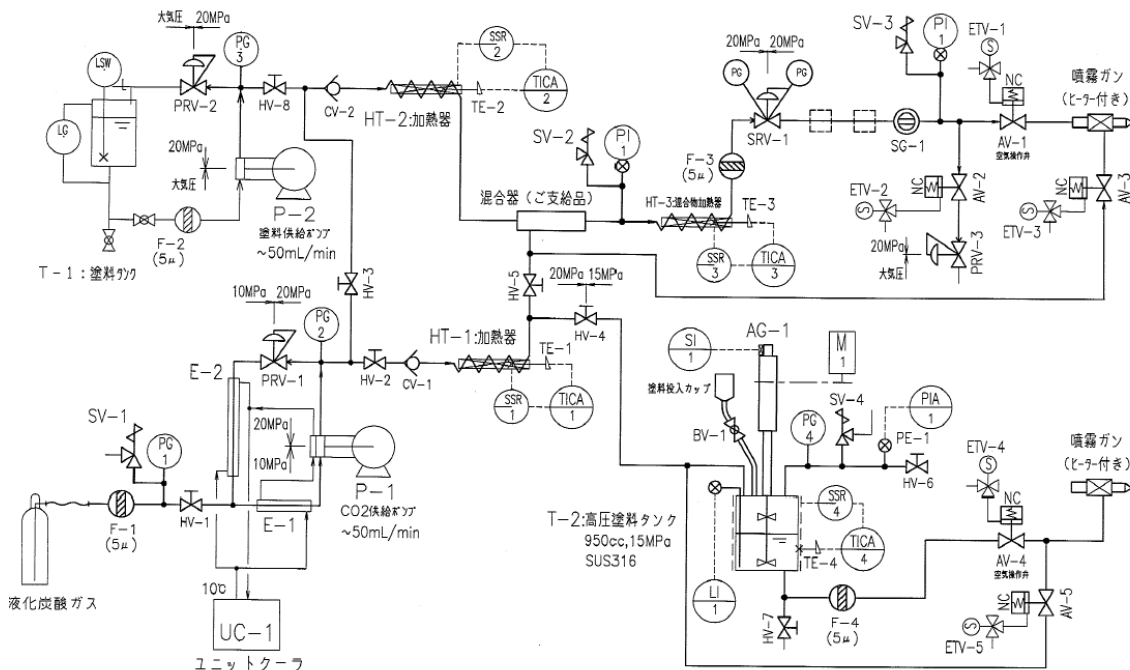 大気圧 20MPa
LSW
PG
3
PRV-2
HV-8
CV-2
SSR
2
TICA
2
TE-2
HT-2:加熱器
LG
20MPa
大気圧
P-2
塗料供給ポンプ
~50mL/min
F-2
(5μ)
T-1:塗料タンク
SV-3
PI
1
ETV-1
S
NC
噴霧ガン
(ヒーター付き)
20MPa 20MPa
PG
PG
SRV-1
SG-1
AV-1
空気操作弁
SV-2
PI
1
F-3
(5μ)
混合器(ご支給品)
HT-3:混合物加熱器
TE-3
SSR
3
TICA
3
ETV-2
S
NC
AV-2
20MPa
大気圧
PRV-3
ETV-3
S
NC
AV-3
HV-3
HV-5
20MPa 15MPa
HV-4
10MPa 20MPa
PG
2
PRV-1
HV-2
CV-1
HT-1:加熱器
TE-1
SSR
1
TICA
1
E-2
SV-1
PG
1
20MPa
10MPa
P-1
CO2供給ポンプ
~50mL/min
F-1
(5μ)
HV-1
E-1
液化炭酸ガス
10℃
UC-1
ユニットクーラ
SI
1
AG-1
M
1
塗料投入カップ
BV-1
SV-4
PG
4
PIA
1
PE-1
HV-6
T-2:高圧塗料タンク
950cc,15MPa
SUS316
SSR
4
TICA
4
TE-4
LI
1
HV-7
F-4
(5μ)
ETV-4
S
NC
AV-4
空気操作弁
噴霧ガン
(ヒーター付き)
NC
ETV-5
S
AV-5